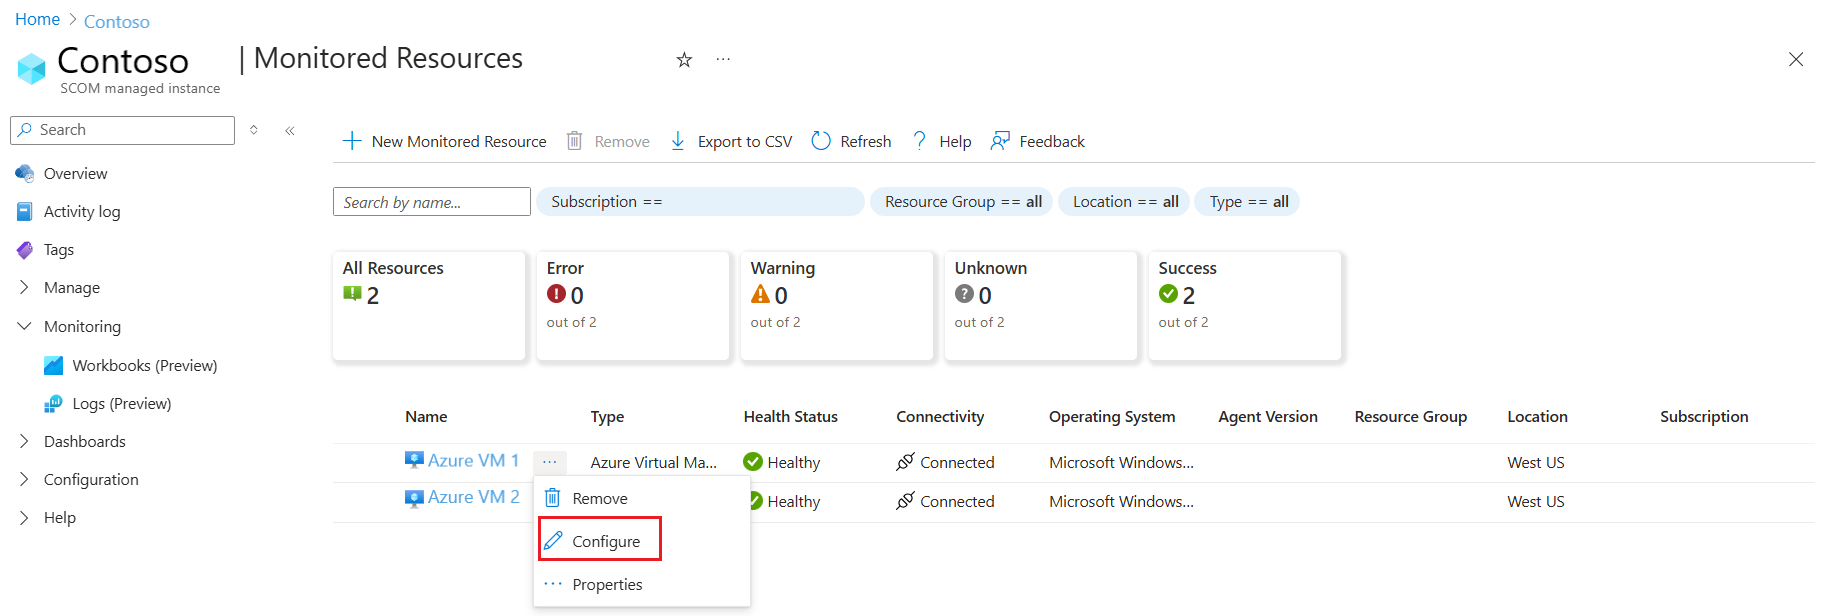 Home > Contoso
Contoso | Monitored Resources
SCOM managed instance
Search
Overview
Activity log
Tags
Manage
Monitoring
Workbooks (Preview)
Logs (Preview)
Dashboards
Configuration
Help
New Monitored Resource Remove Export to CSV Refresh Help Feedback
Search by name... Subscription == Resource Group == all Location == all Type == all
All Resources
2
Error
0
out of 2
Warning
0
out of 2
Unknown
0
out of 2
Success
2
out of 2
Name Type Health Status Connectivity Operating System Agent Version Resource Group Location Subscription
Azure VM 1 ... Azure Virtual Ma... Healthy Connected Microsoft Windows... West US
Azure VM 2 Healthy Connected Microsoft Windows... West US
Remove
Configure
Properties